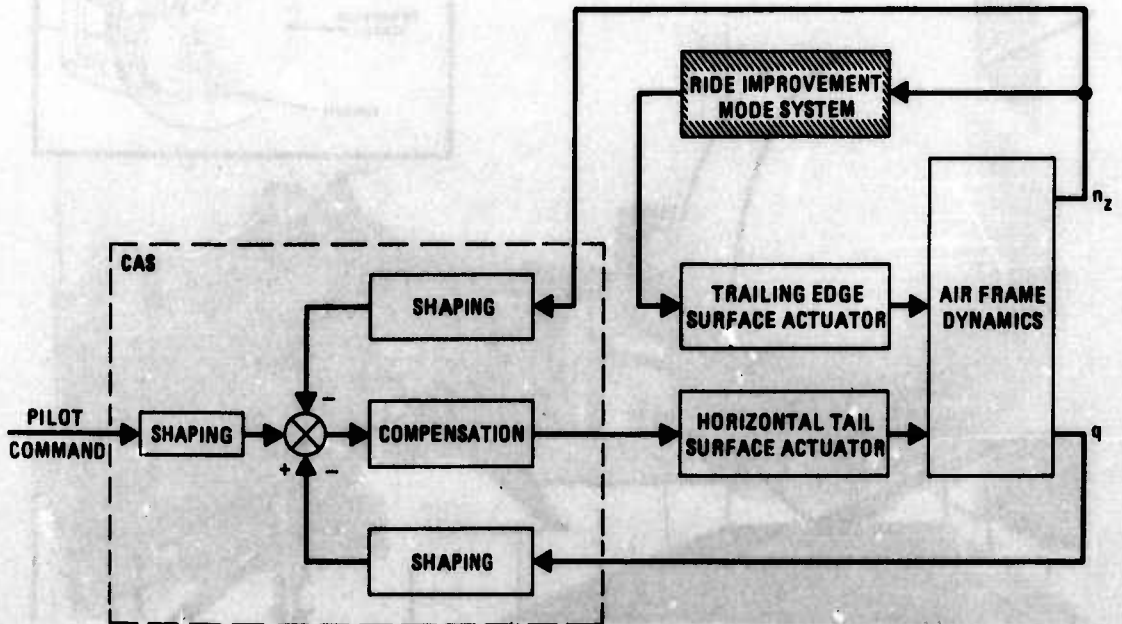 RIDE IMPROVEMENT
MODE SYSTEM
n_z
CAS
SHAPING
TRAILING EDGE
SURFACE ACTUATOR
AIR FRAME
DYNAMICS
−
PILOT
COMMAND
SHAPING
COMPENSATION
HORIZONTAL TAIL
SURFACE ACTUATOR
q
+ −
SHAPING